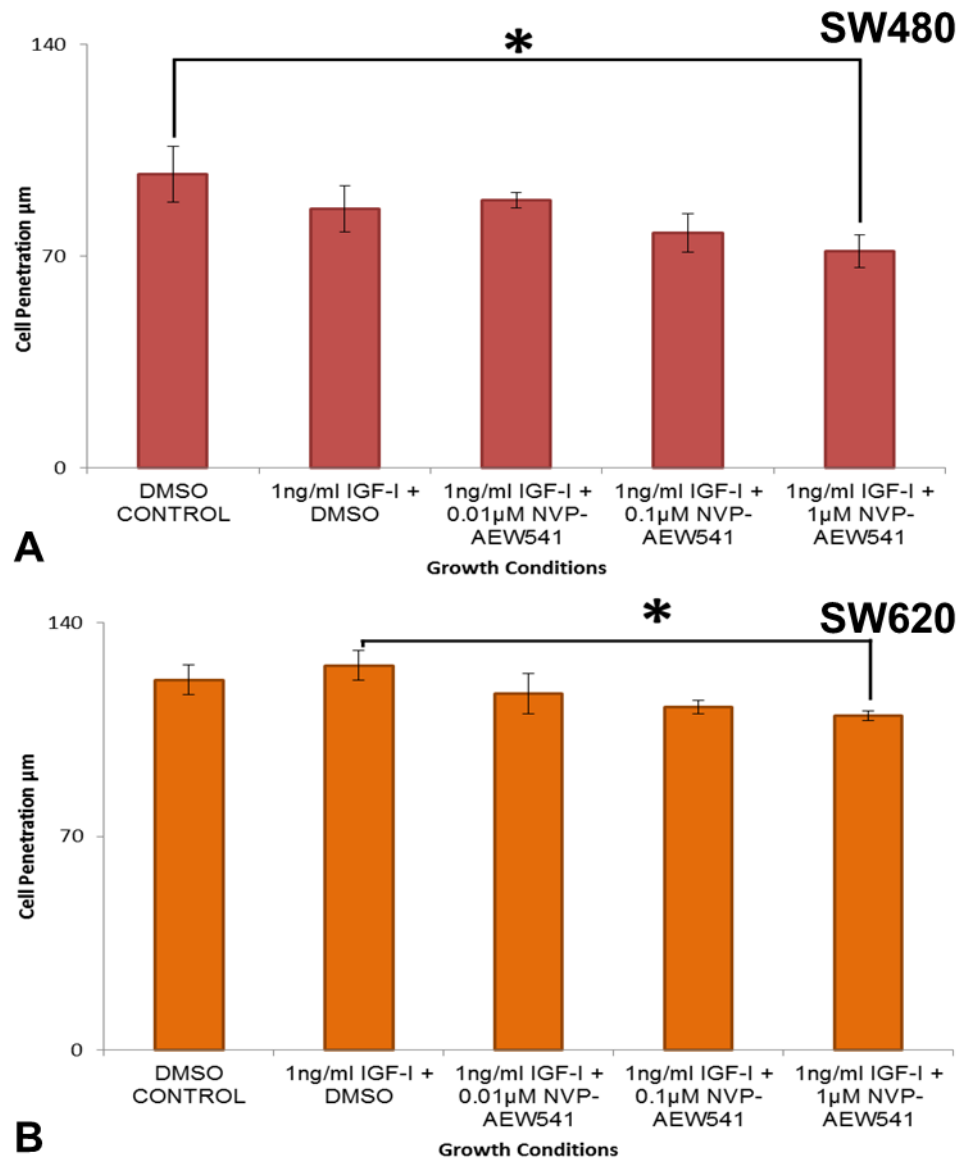 SW480
*
140
70
0
Cell Penetration µm
DMSO
CONTROL
1ng/ml IGF-I +
DMSO
1ng/ml IGF-I +
0.01µM NVP-
AEW541
1ng/ml IGF-I +
0.1µM NVP-
AEW541
1ng/ml IGF-I +
1µM NVP-
AEW541
Growth Conditions
A
SW620
*
140
70
0
Cell Penetration µm
DMSO
CONTROL
1ng/ml IGF-I +
DMSO
1ng/ml IGF-I +
0.01µM NVP-
AEW541
1ng/ml IGF-I +
0.1µM NVP-
AEW541
1ng/ml IGF-I +
1µM NVP-
AEW541
Growth Conditions
B